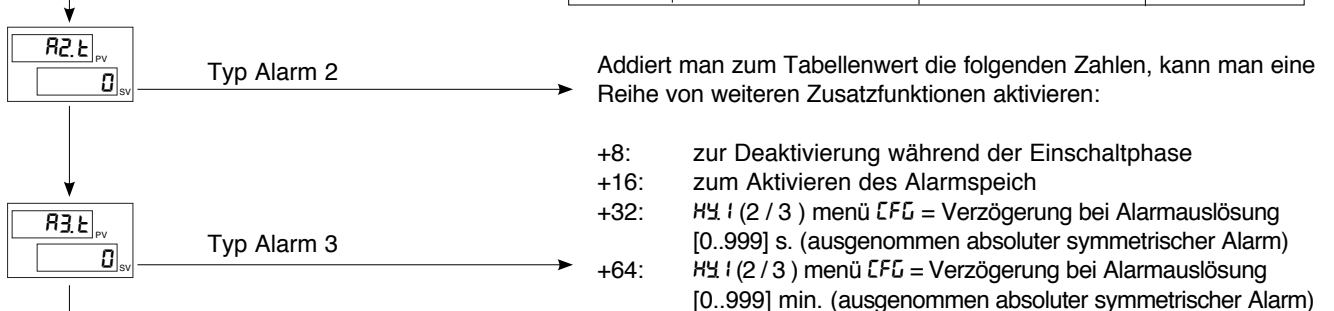 A2.t PV
0 SV
Typ Alarm 2
Addiert man zum Tabellenwert die folgenden Zahlen, kann man eine
Reihe von weiteren Zusatzfunktionen aktivieren:
+8: zur Deaktivierung während der Einschaltphase
+16: zum Aktivieren des Alarmspeich
A3.t PV
0 SV
Typ Alarm 3
+32: HY.1 (2 / 3 ) menü CFG = Verzögerung bei Alarmauslösung
[0..999] s. (ausgenommen absoluter symmetrischer Alarm)
+64: HY.1 (2 / 3 ) menü CFG = Verzögerung bei Alarmauslösung
[0..999] min. (ausgenommen absoluter symmetrischer Alarm)